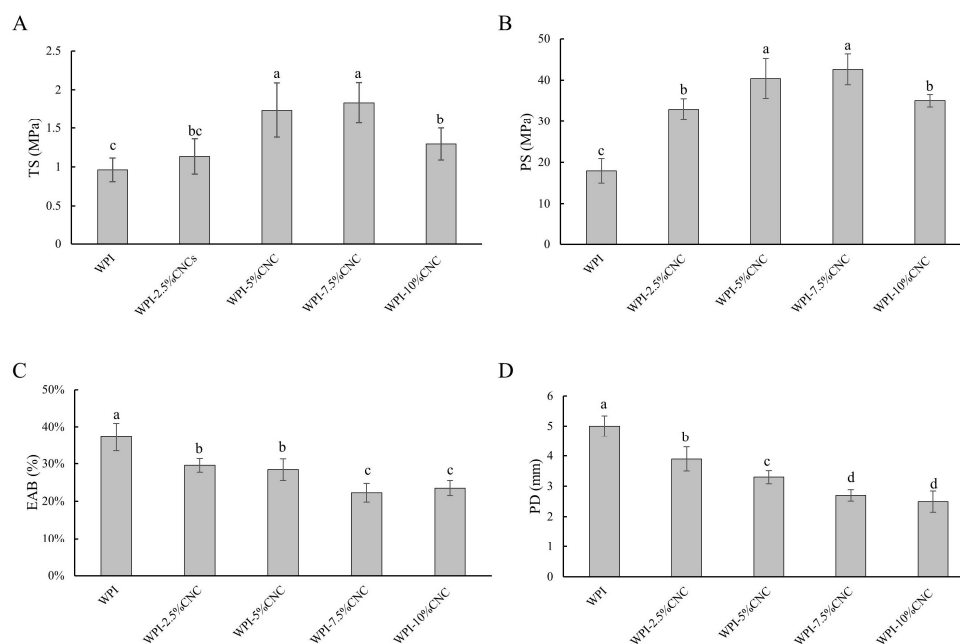 A
TS (MPa)
2.5
2
1.5
1
0.5
0
c
bc
a
a
b
WPI
WPI-2.5%CNCs
WPI-5%CNC
WPI-7.5%CNC
WPI-10%CNC
B
PS (MPa)
50
40
30
20
10
0
c
b
a
a
b
WPI
WPI-2.5%CNC
WPI-5%CNC
WPI-7.5%CNC
WPI-10%CNC
C
EAB (%)
50%
40%
30%
20%
10%
0%
a
b
b
c
c
WPI
WPI-2.5%CNC
WPI-5%CNC
WPI-7.5%CNC
WPI-10%CNC
D
PD (mm)
6
5
4
3
2
1
0
a
b
c
d
d
WPI
WPI-2.5%CNC
WPI-5%CNC
WPI-7.5%CNC
WPI-10%CNC